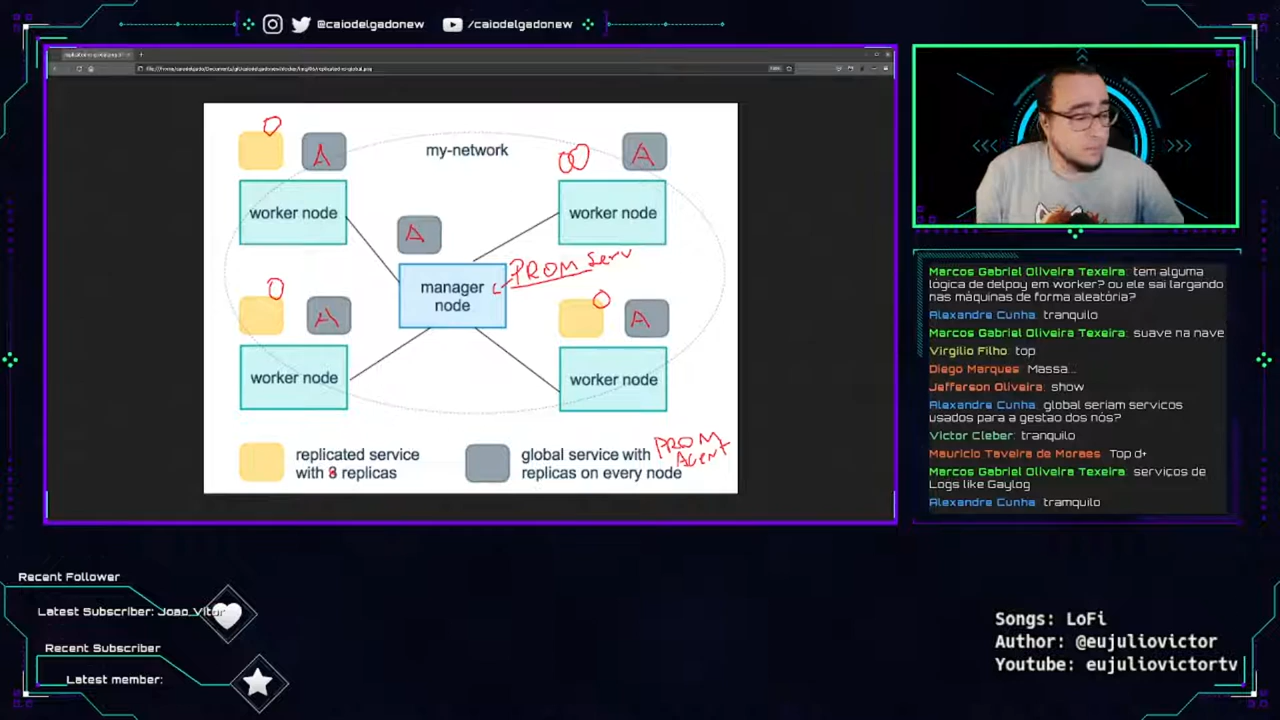 @caiodelgadonew
/caiodelgadonew
my-network
A
A
worker node
worker node
A
PROM Serv
manager
node
A
A
worker node
worker node
replicated service
with 8 replicas
global service with
replicas on every node
PROM
AGENT
Marcos Gabriel Oliveira Texeira: tem alguma
lógica de delpoy em worker? ou ele sai largando
nas máquinas de forma aleatória?
Alexandre Cunha: tranquilo
Marcos Gabriel Oliveira Texeira: suave na nave
Virgilio Filho: top
Diego Marques: Massa...
Jefferson Oliveira: show
Alexandre Cunha: global seriam servicos
usados para a gestao dos nós?
Victor Cleber: tranquilo
Mauricio Taveira de Moraes: Top d+
Marcos Gabriel Oliveira Texeira: serviços de
Logs like Gaylog
Alexandre Cunha: tramquilo
Recent Follower
Latest Subscriber: Joao Vitor
Recent Subscriber
Latest member:
Songs: LoFi
Author: @eujuliovictor
Youtube: eujuliovictortv